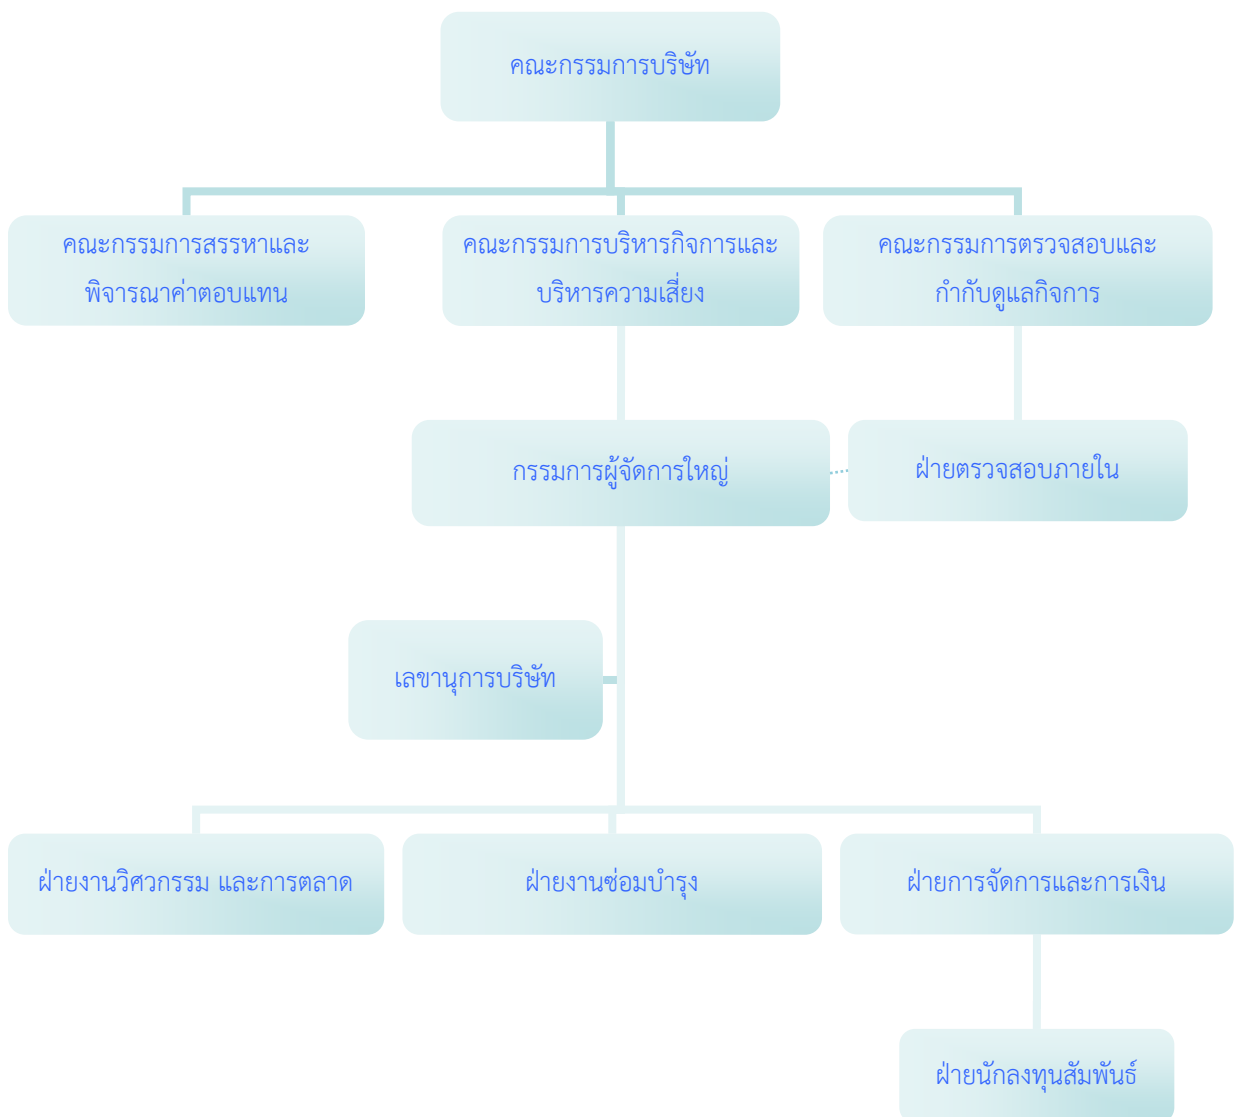 คณะกรรมการบริษัท
คณะกรรมการสรรหาและ
พิจารณาค่าตอบแทน
คณะกรรมการบริหารกิจการและ
บริหารความเสี่ยง
คณะกรรมการตรวจสอบและ
กำกับดูแลกิจการ
กรรมการผู้จัดการใหญ่
ฝ่ายตรวจสอบภายใน
เลขานุการบริษัท
ฝ่ายงานวิศวกรรม และการตลาด
ฝ่ายงานซ่อมบำรุง
ฝ่ายการจัดการและการเงิน
ฝ่ายนักลงทุนสัมพันธ์